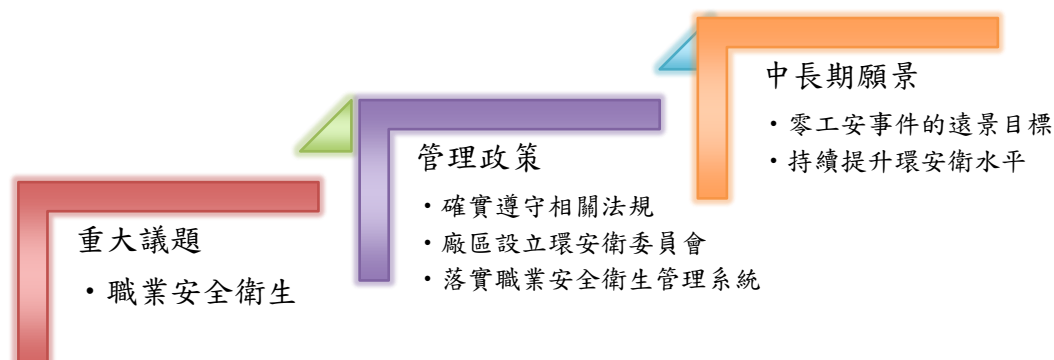 重大議題
・職業安全衛生
管理政策
・確實遵守相關法規
・廠區設立環安衛委員會
・落實職業安全衛生管理系統
中長期願景
・零工安事件的遠景目標
・持續提升環安衛水平